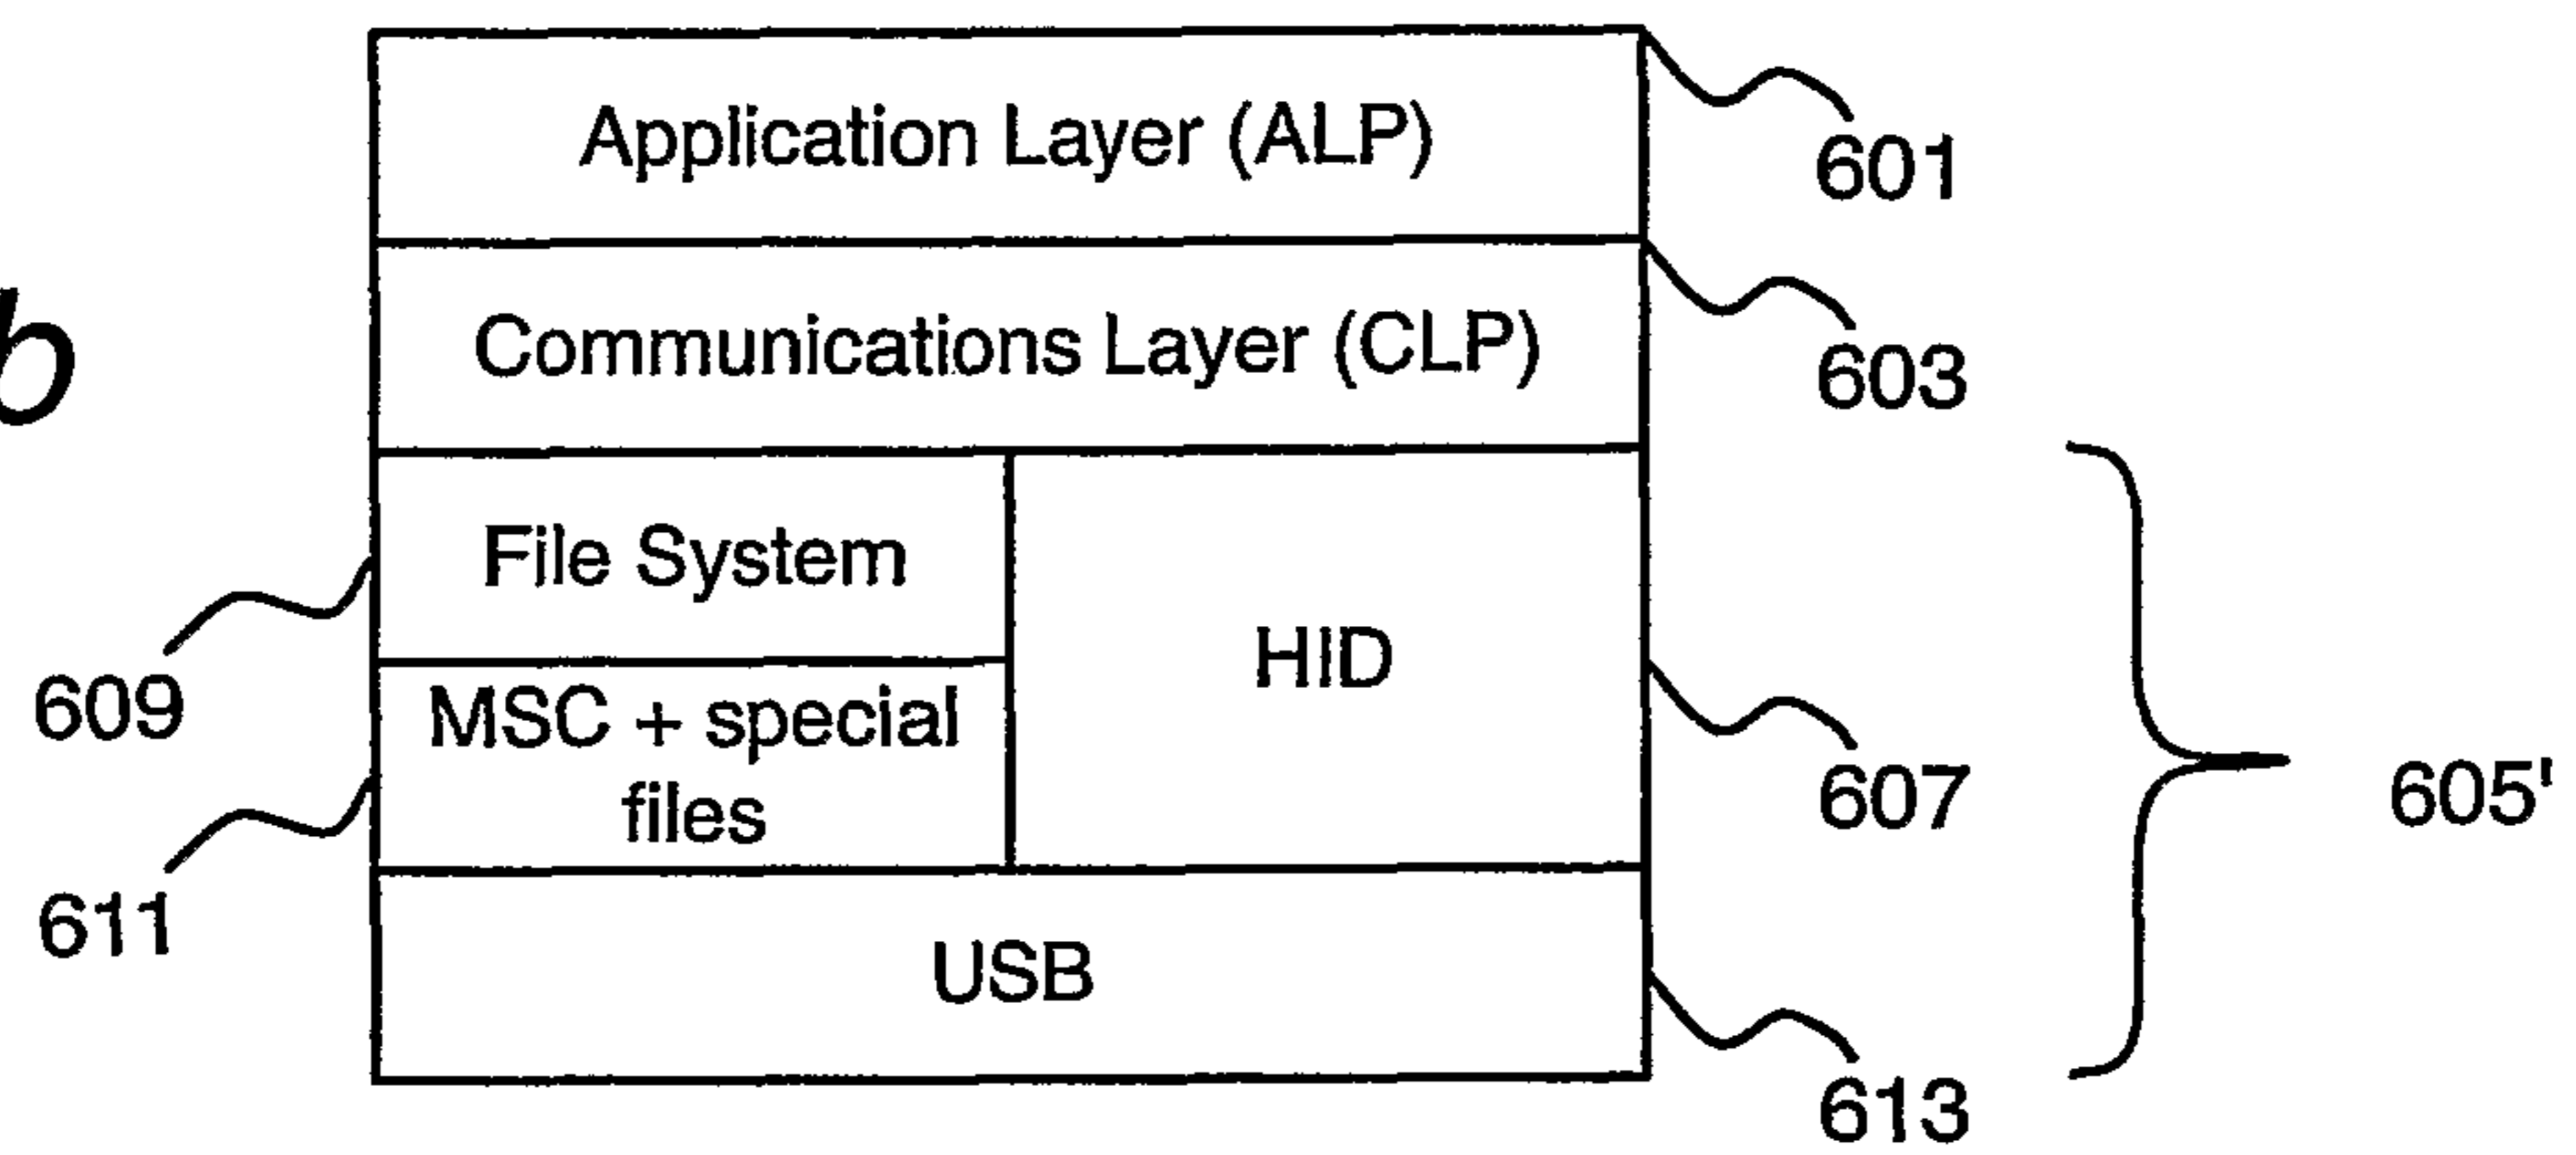 Application Layer (ALP)
601
b
Communications Layer (CLP)
603
File System
HID
609
MSC + special
files
607
605'
611
USB
613